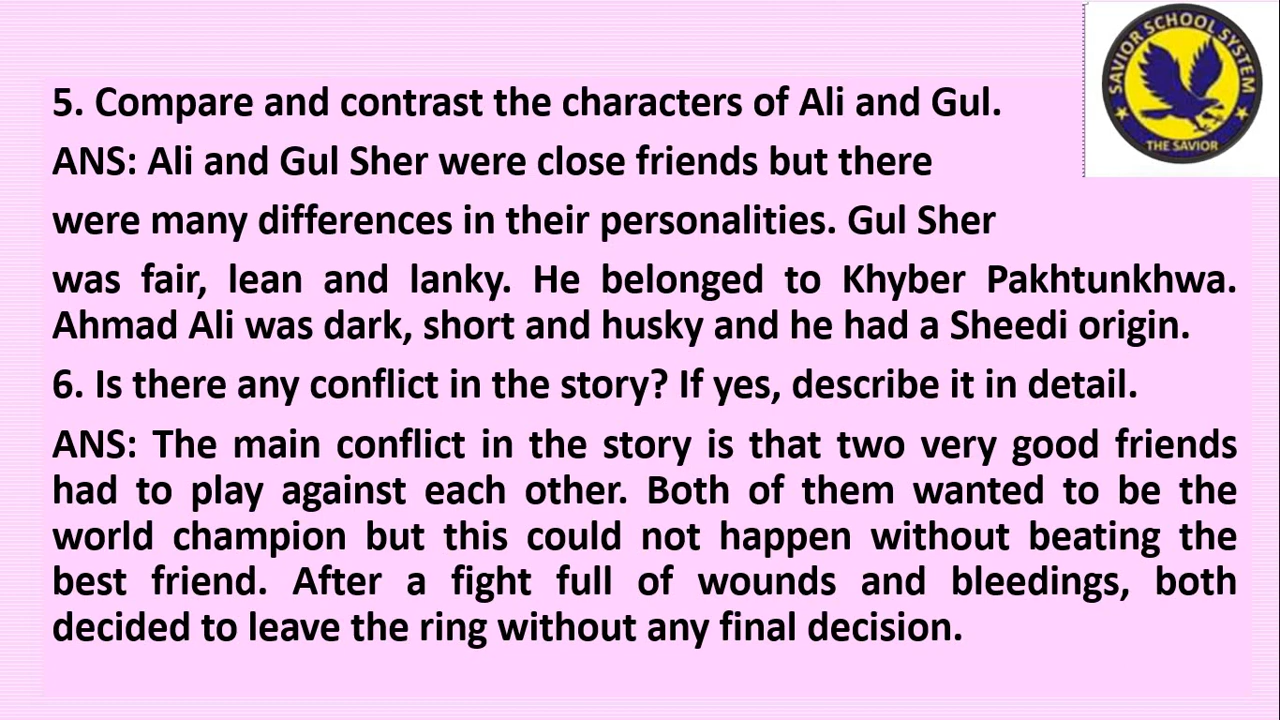 SAVIOR SCHOOL SYSTEM
THE SAVIOR
5. Compare and contrast the characters of Ali and Gul.
ANS: Ali and Gul Sher were close friends but there
were many differences in their personalities. Gul Sher
was fair, lean and lanky. He belonged to Khyber Pakhtunkhwa.
Ahmad Ali was dark, short and husky and he had a Sheedi origin.
6. Is there any conflict in the story? If yes, describe it in detail.
ANS: The main conflict in the story is that two very good friends
had to play against each other. Both of them wanted to be the
world champion but this could not happen without beating the
best friend. After a fight full of wounds and bleedings, both
decided to leave the ring without any final decision.